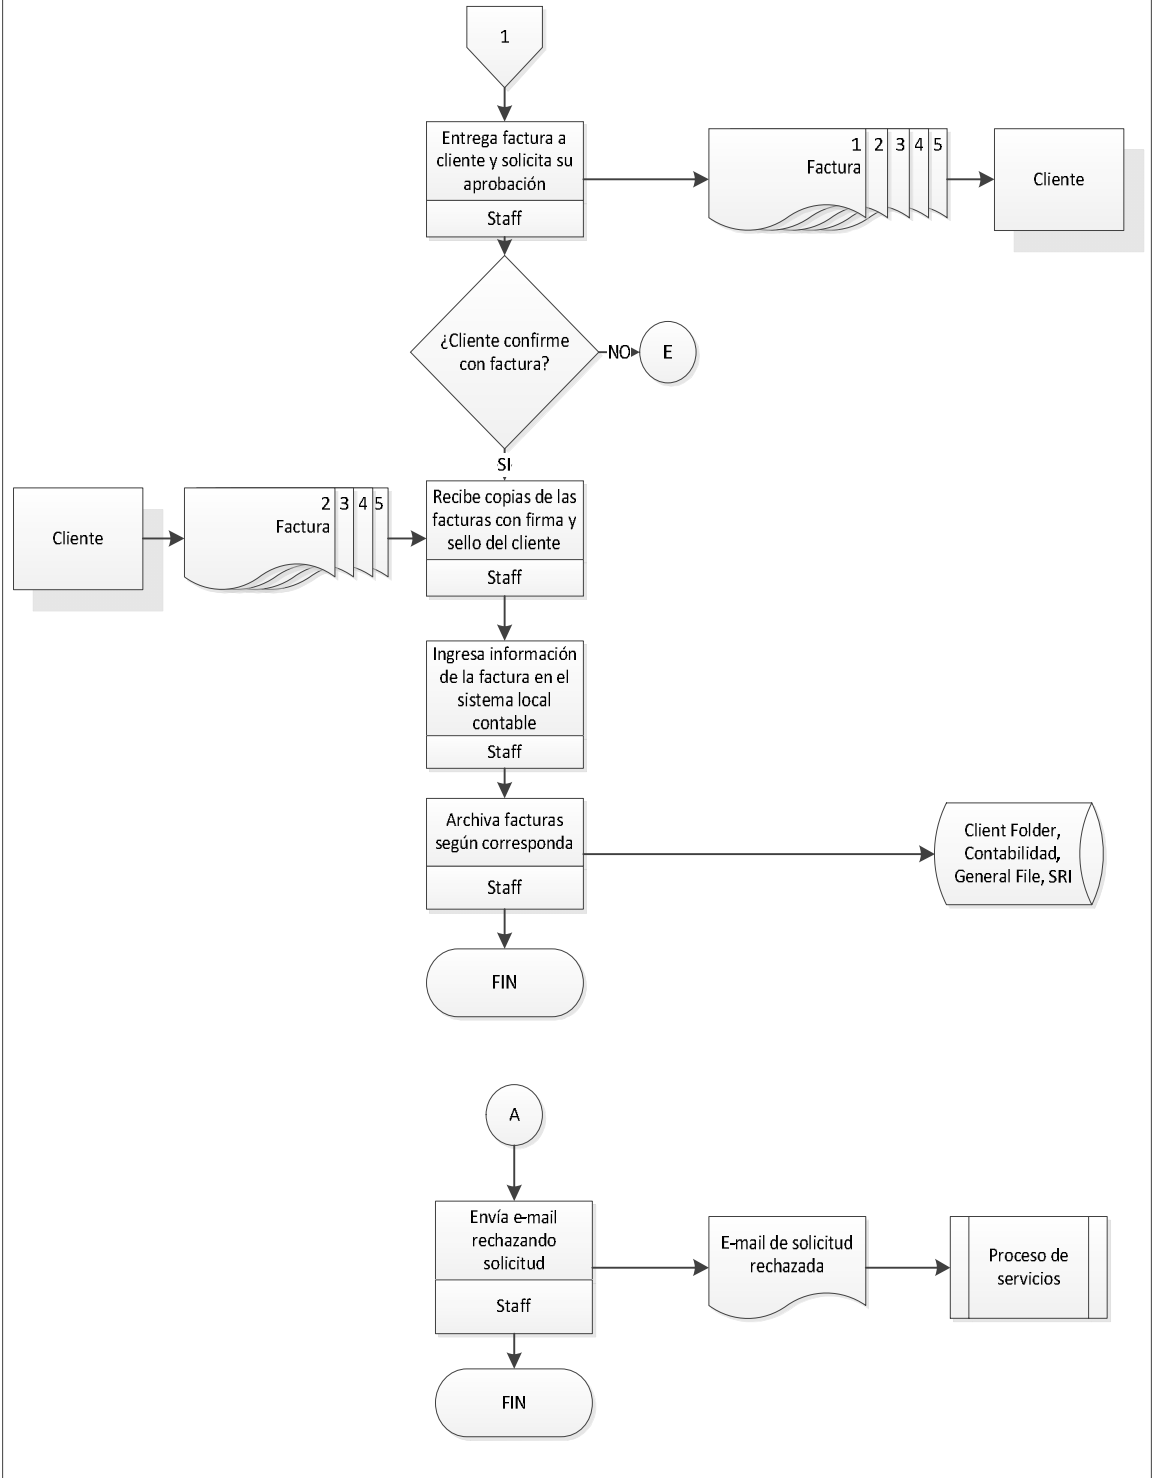 1
Entrega factura a
cliente y solicita su
aprobación
Staff
1 2 3 4 5
Factura
Cliente
¿Cliente confirme
con factura?
NO
E
SI
Cliente
2 3 4 5
Factura
Recibe copias de las
facturas con firma y
sello del cliente
Staff
Ingresa información
de la factura en el
sistema local
contable
Staff
Archiva facturas
según corresponda
Staff
Client Folder,
Contabilidad,
General File, SRI
FIN
A
Envía e-mail
rechazando
solicitud
Staff
E-mail de solicitud
rechazada
Proceso de
servicios
FIN